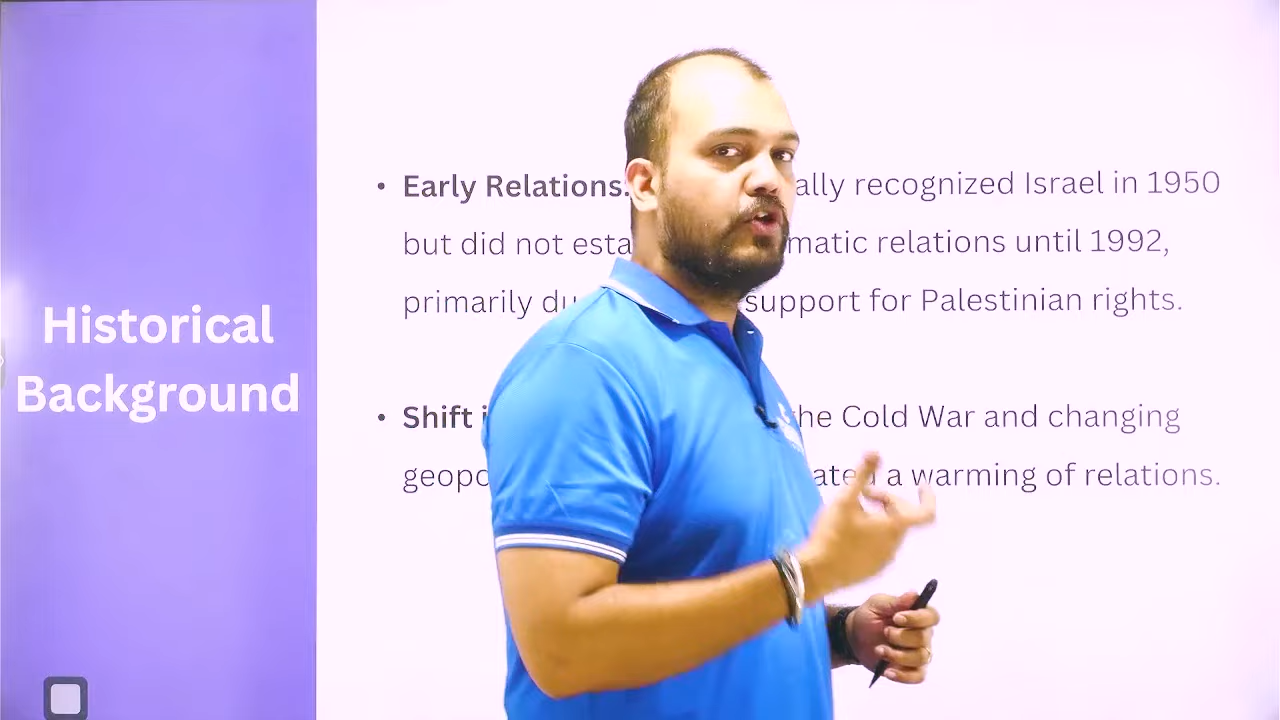 Historical
Background
• Early Relations: ally recognized Israel in 1950
but did not esta matic relations until 1992,
primarily du support for Palestinian rights.
• Shift i he Cold War and changing
geopo ated a warming of relations.